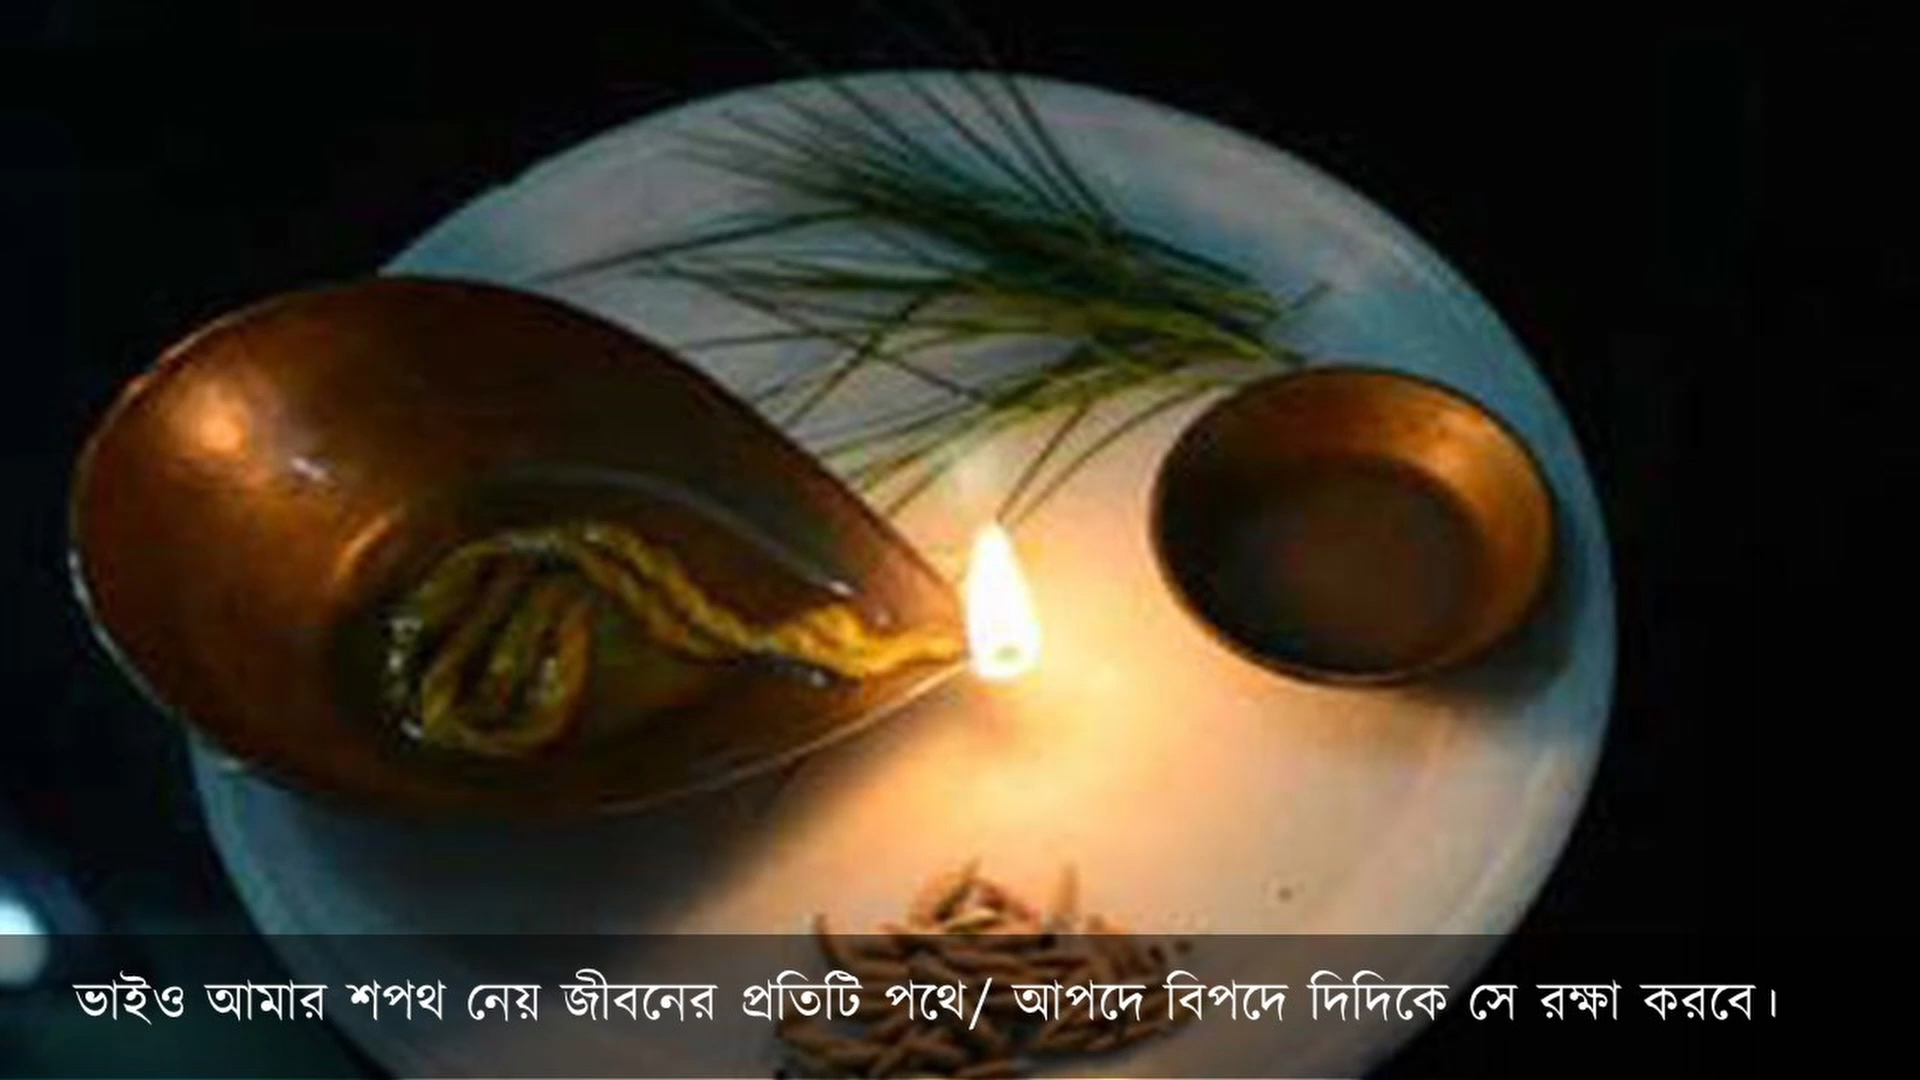 ভাইও আমার শপথ নেয় জীবনের প্রতিটি পথে/ আপদে বিপদে দিদিকে সে রক্ষা করবে।